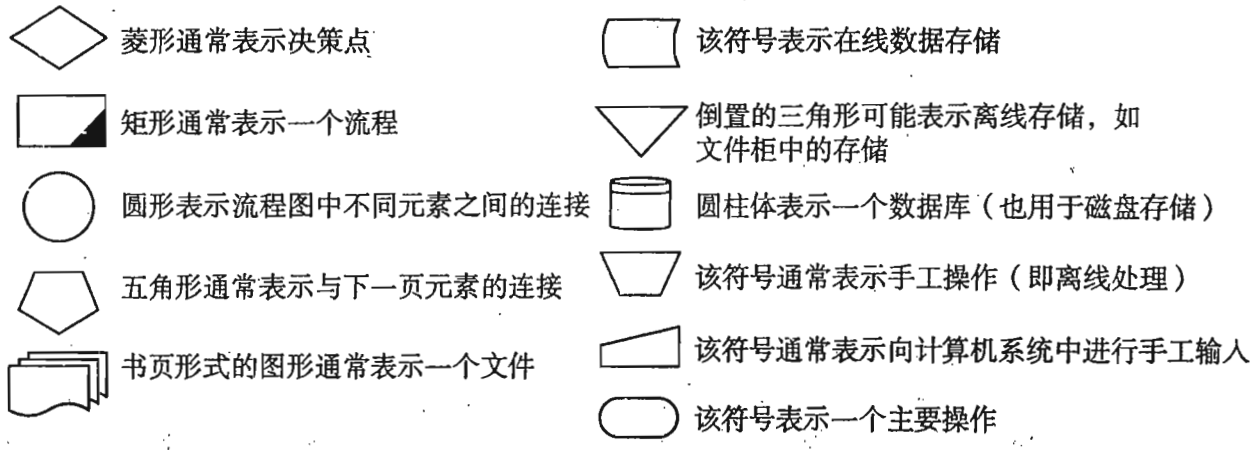 菱形通常表示决策点
矩形通常表示一个流程
圆形表示流程图中不同元素之间的连接
五角形通常表示与下一页元素的连接
书页形式的图形通常表示一个文件
该符号表示在线数据存储
倒置的三角形可能表示离线存储，如
文件柜中的存储
圆柱体表示一个数据库（也用于磁盘存储）
该符号通常表示手工操作（即离线处理）
该符号通常表示向计算机系统中进行手工输人
该符号表示一个主要操作